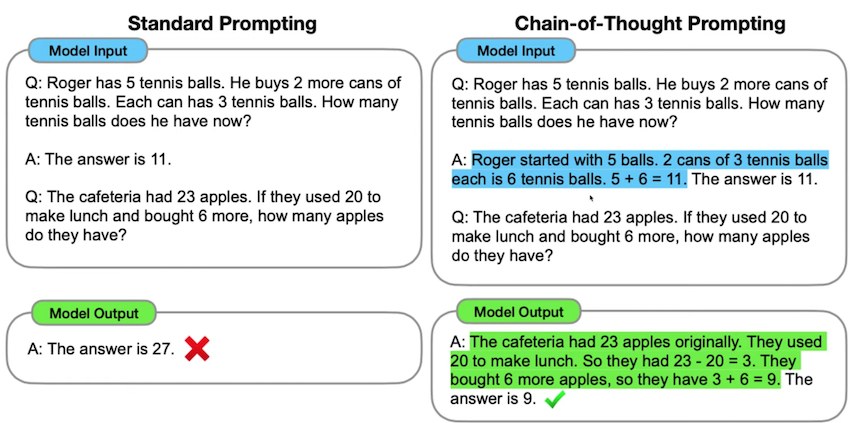 Standard Prompting
Model Input
Q: Roger has 5 tennis balls. He buys 2 more cans of
tennis balls. Each can has 3 tennis balls. How many
tennis balls does he have now?
A: The answer is 11.
Q: The cafeteria had 23 apples. If they used 20 to
make lunch and bought 6 more, how many apples
do they have?
Model Output
A: The answer is 27.
Chain-of-Thought Prompting
Model Input
Q: Roger has 5 tennis balls. He buys 2 more cans of
tennis balls. Each can has 3 tennis balls. How many
tennis balls does he have now?
A: Roger started with 5 balls. 2 cans of 3 tennis balls
each is 6 tennis balls. 5 + 6 = 11. The answer is 11.
Q: The cafeteria had 23 apples. If they used 20 to
make lunch and bought 6 more, how many apples
do they have?
Model Output
A: The cafeteria had 23 apples originally. They used
20 to make lunch. So they had 23 - 20 = 3. They
bought 6 more apples, so they have 3 + 6 = 9. The
answer is 9.